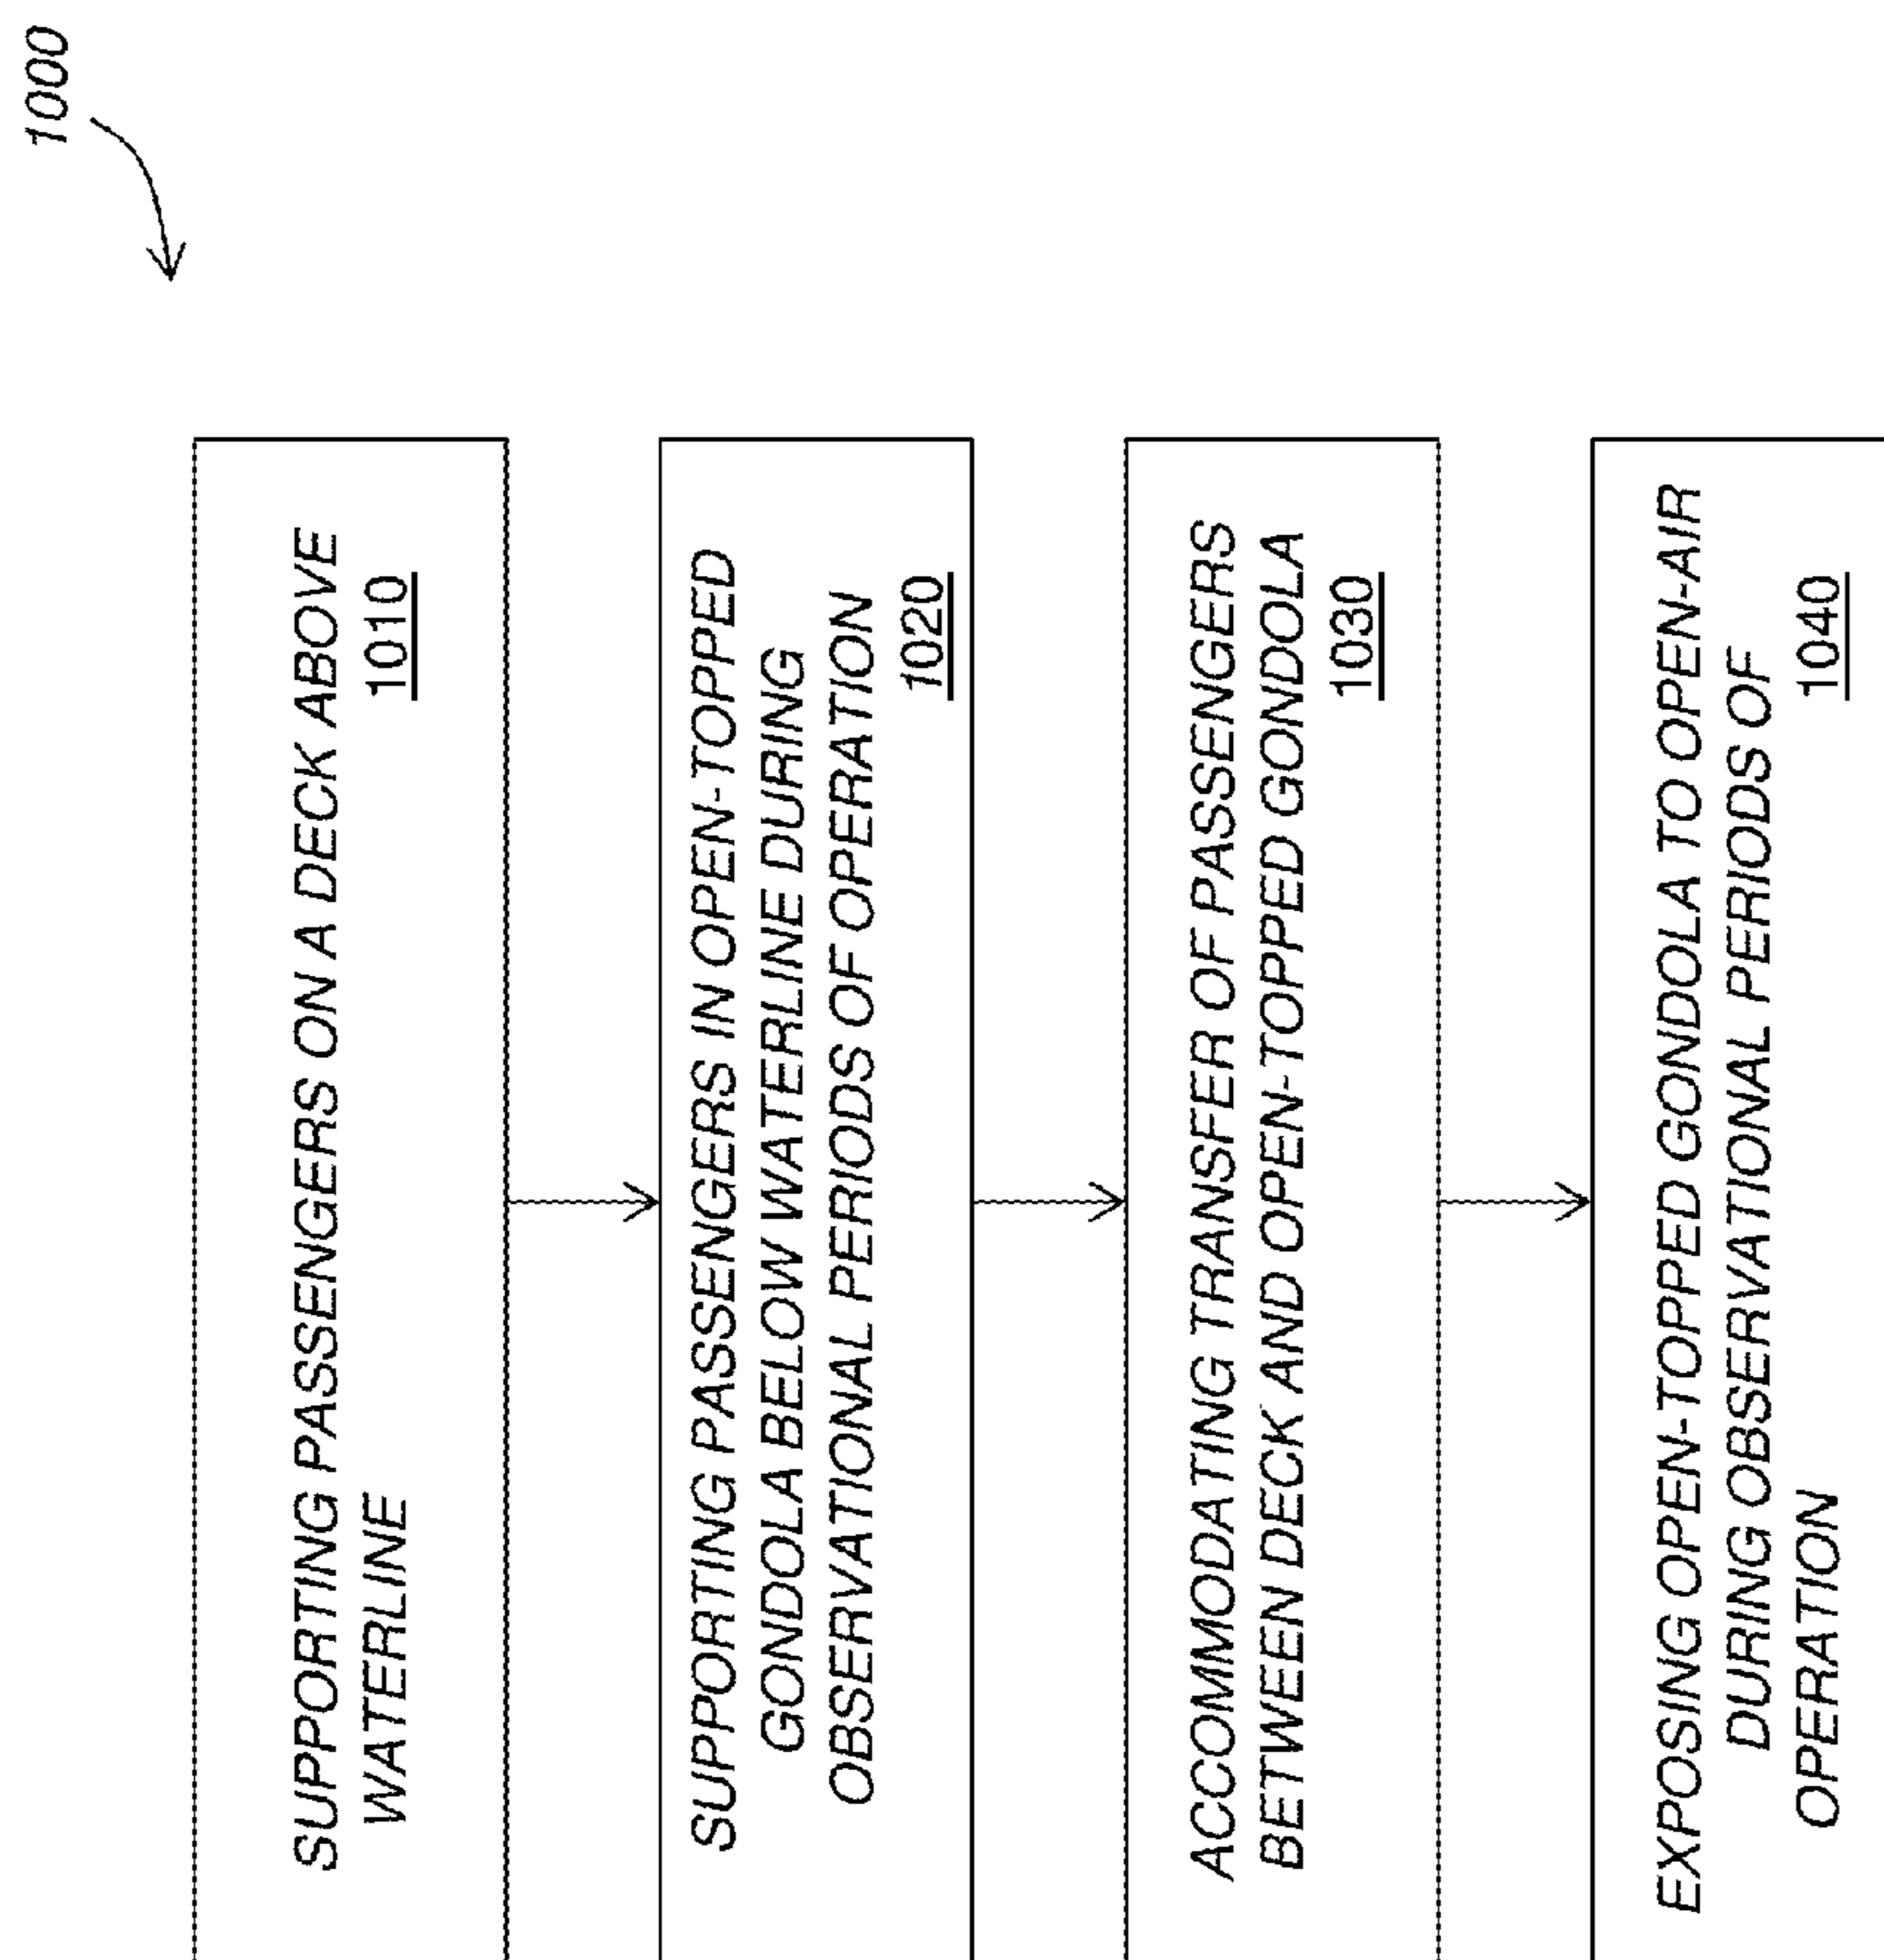 1000
SUPPORTING PASSENGERS ON A DECK ABOVE
WATERLINE
1010
SUPPORTING PASSENGERS IN OPEN-TOPPED
GONDOLA BELOW WATERLINE DURING
OBSERVATIONAL PERIODS OF OPERATION
1020
ACCOMMODATING TRANSFER OF PASSENGERS
BETWEEN DECK AND OPEN-TOPPED GONDOLA
1030
EXPOSING OPEN-TOPPED GONDOLA TO OPEN-AIR
DURING OBSERVATIONAL PERIODS OF
OPERATION
1040